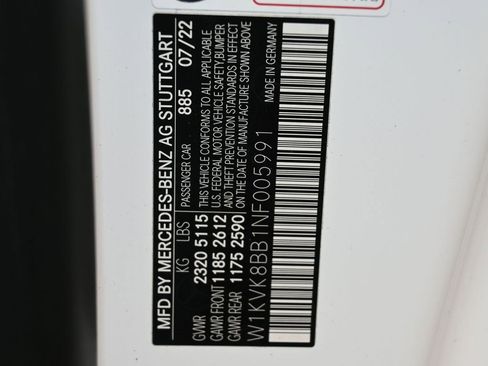 MFD BY MERCEDES-BENZ AG STUTTGART
KG LBS PASSENGER CAR 885 07/22
GVWR 2320 5115
GAWR FRONT 1185 2612
GAWR REAR 1175 2590
THIS VEHICLE CONFORMS TO ALL APPLICABLE
U.S. FEDERAL MOTOR VEHICLE SAFETY,BUMPER
AND THEFT PREVENTION STANDARDS IN EFFECT
ON THE DATE OF MANUFACTURE SHOWN ABOVE
W1KVK8BB1NF005991
MADE IN GERMANY